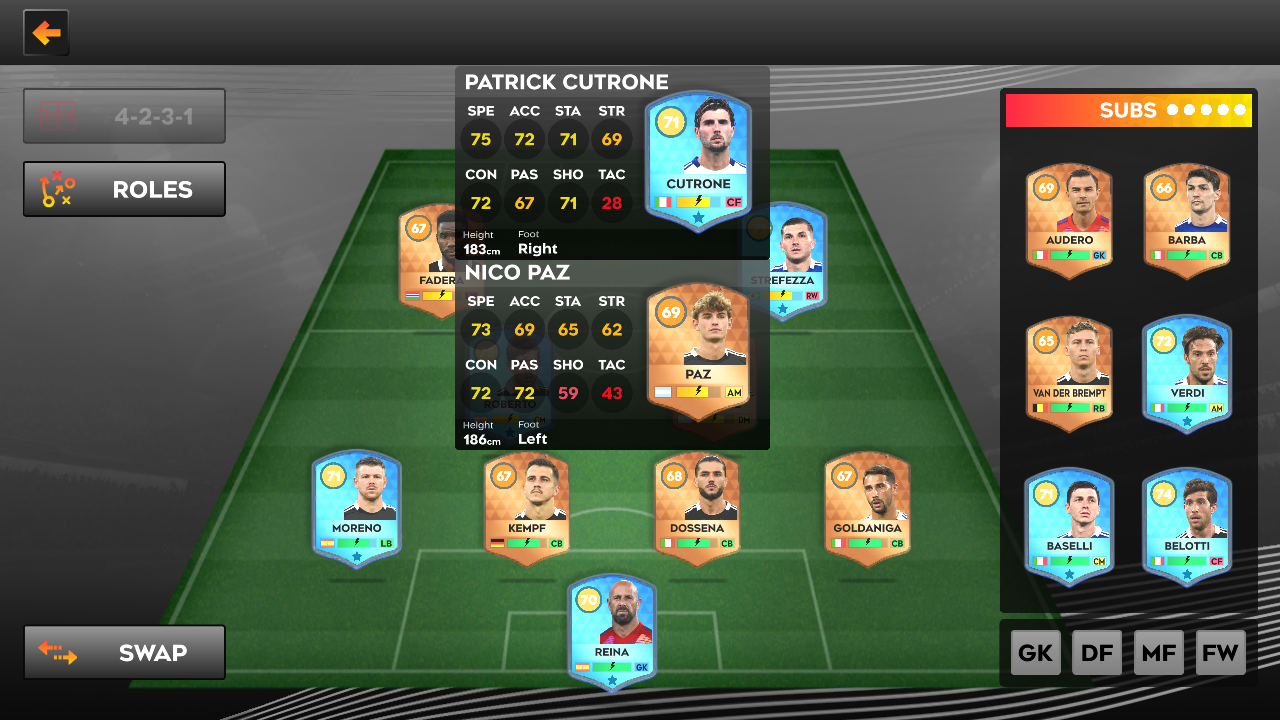 4-2-3-1
ROLES
SWAP
PATRICK CUTRONE
SPE ACC STA STR
75 72 71 69
CON PAS SHO TAC
72 67 71 28
Height Foot
183cm Right
71
CUTRONE
CF
NICO PAZ
SPE ACC STA STR
73 69 65 62
CON PAS SHO TAC
72 72 59 43
Height Foot
186cm Left
69
PAZ
AM
67
FADERA
STREFEZZA
RW
ROBERTO
DM
71
MORENO
LB
67
KEMPF
CB
68
DOSSENA
CB
67
GOLDANIGA
CB
70
REINA
GK
SUBS
69
AUDERO
GK
66
BARBA
CB
65
VAN DER BREMPT
RB
72
VERDI
AM
71
BASELLI
CM
74
BELOTTI
CF
GK DF MF FW